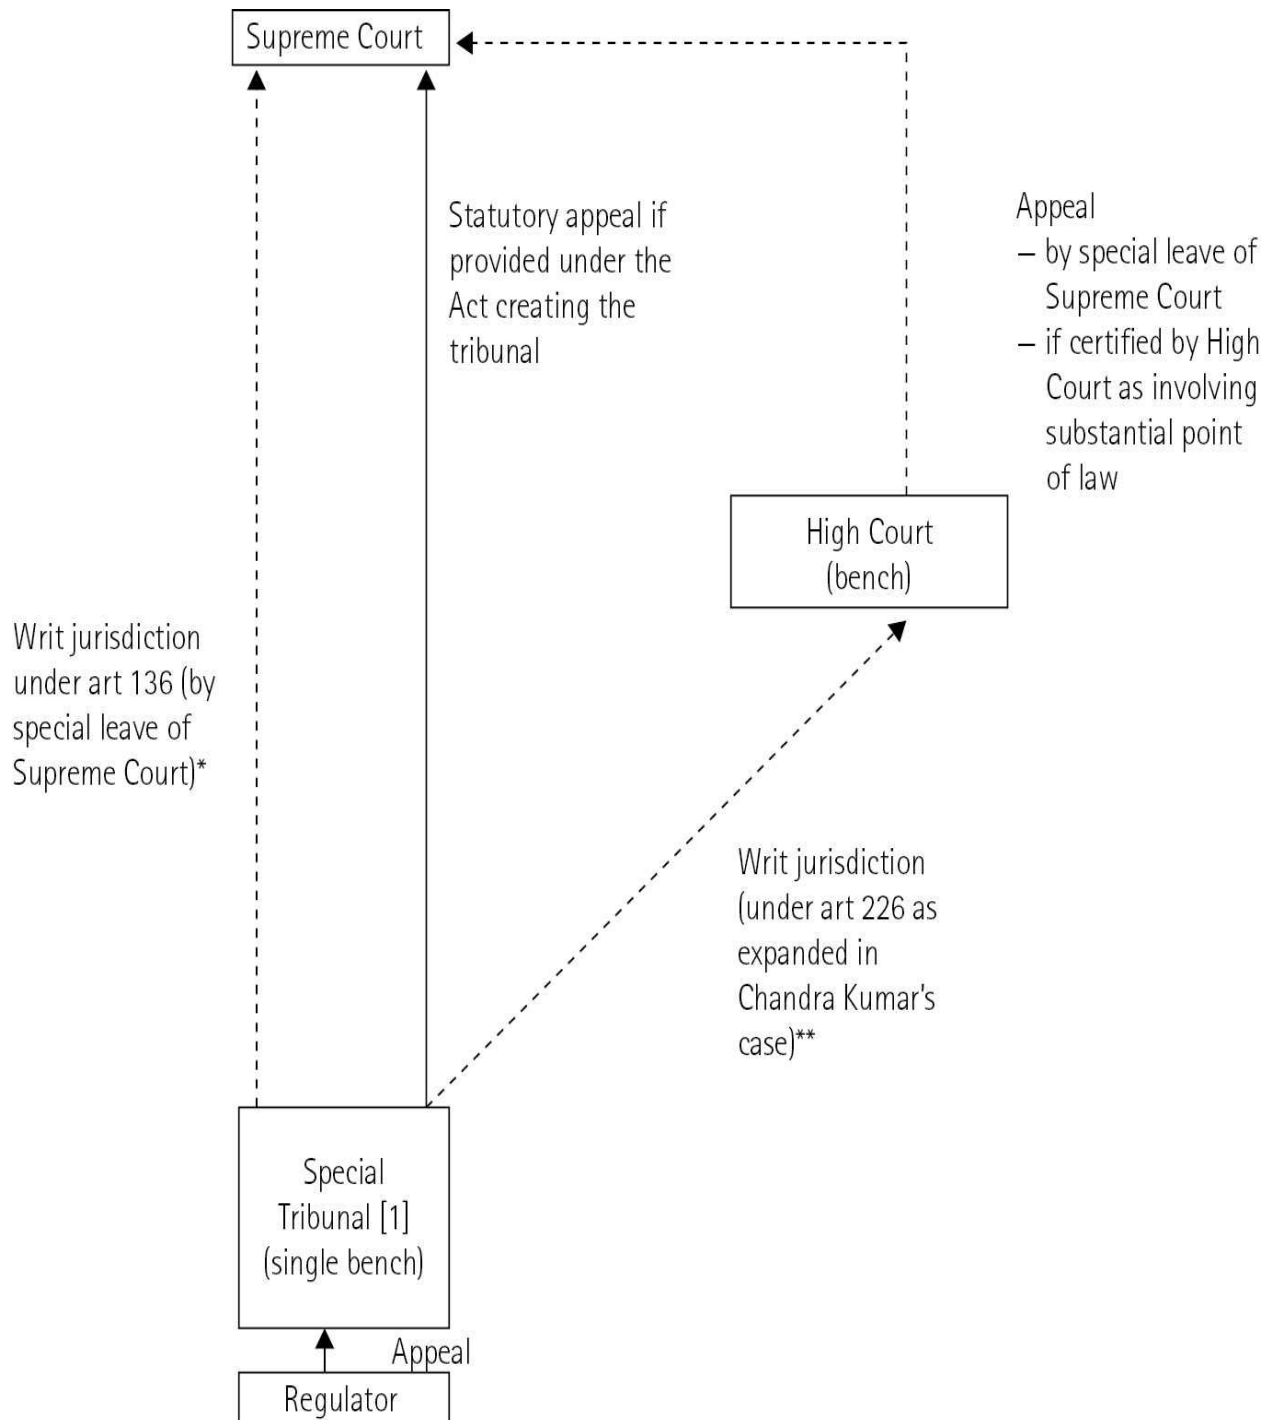 Supreme Court
Statutory appeal if
provided under the
Act creating the
tribunal
Appeal
– by special leave of
Supreme Court
– if certified by High
Court as involving
substantial point
of law
High Court
(bench)
Writ jurisdiction
under art 136 (by
special leave of
Supreme Court)*
Writ jurisdiction
(under art 226 as
expanded in
Chandra Kumar's
case)**
Special
Tribunal [1]
(single bench)
Appeal
Regulator